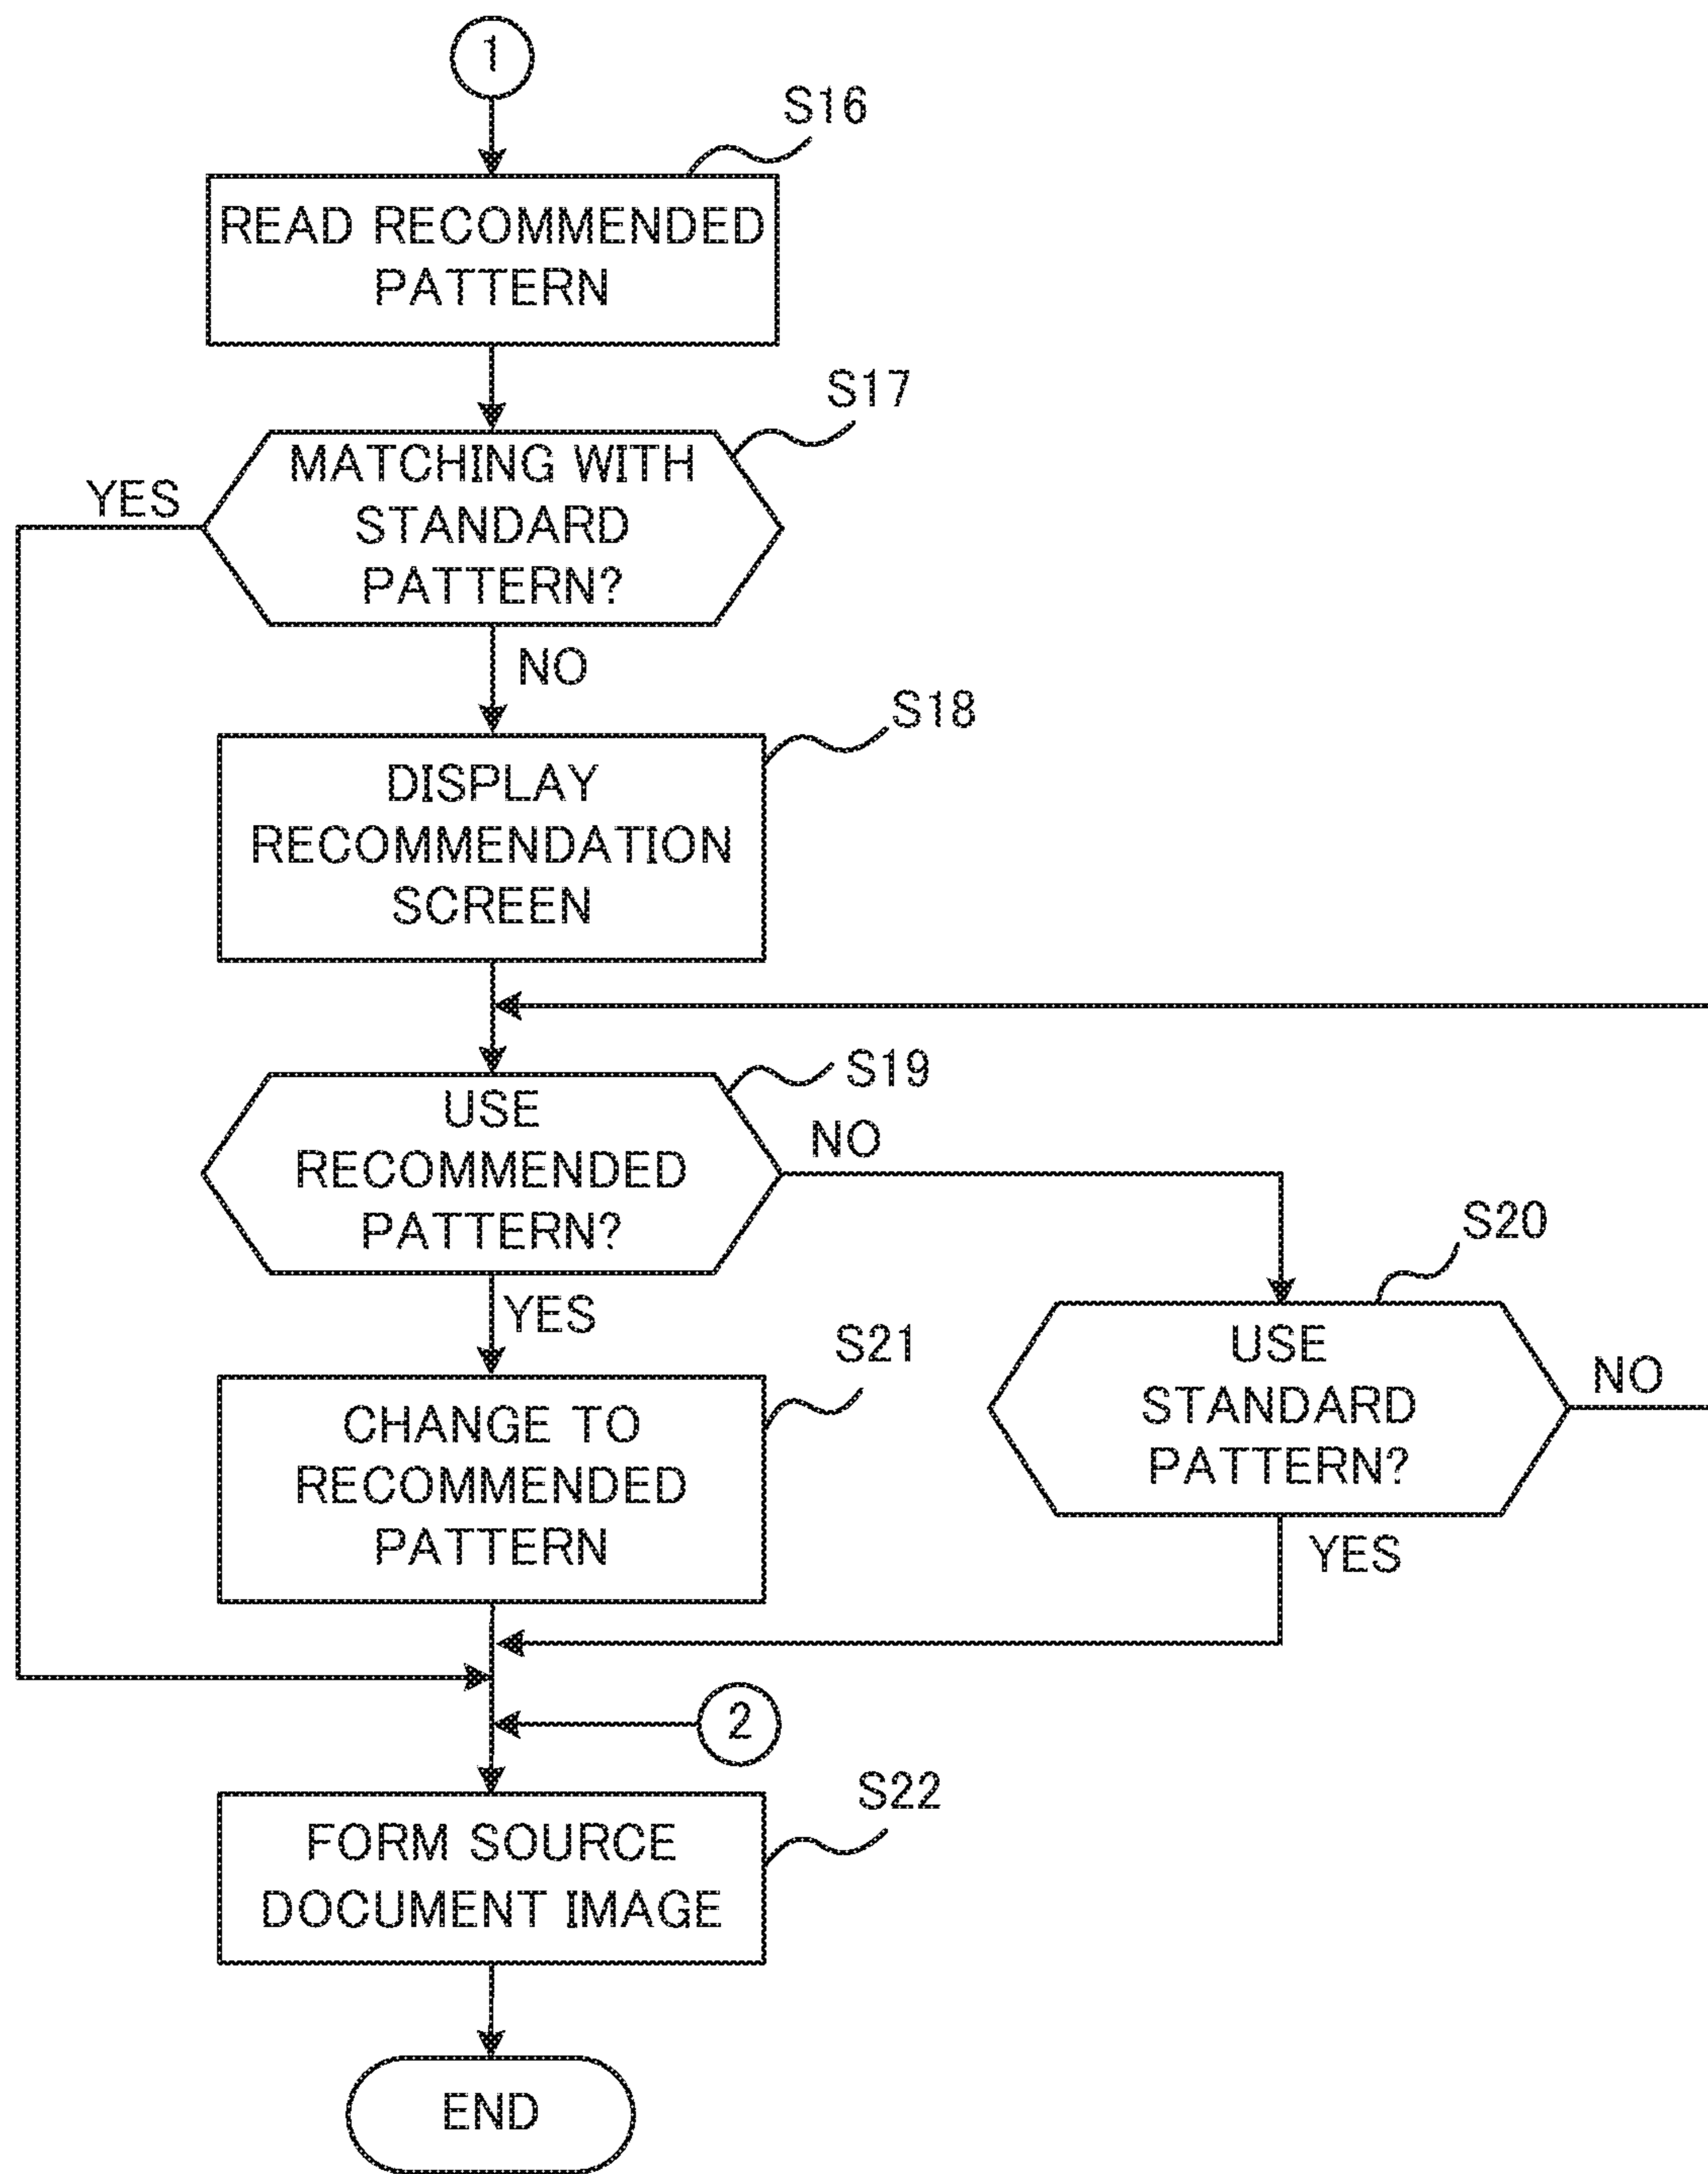 1
S16
READ RECOMMENDED
PATTERN
S17
MATCHING WITH
STANDARD
PATTERN?
YES
NO
S18
DISPLAY
RECOMMENDATION
SCREEN
S19
USE
RECOMMENDED
PATTERN?
NO
YES
S20
USE
STANDARD
PATTERN?
NO
YES
S21
CHANGE TO
RECOMMENDED
PATTERN
2
S22
FORM SOURCE
DOCUMENT IMAGE
END